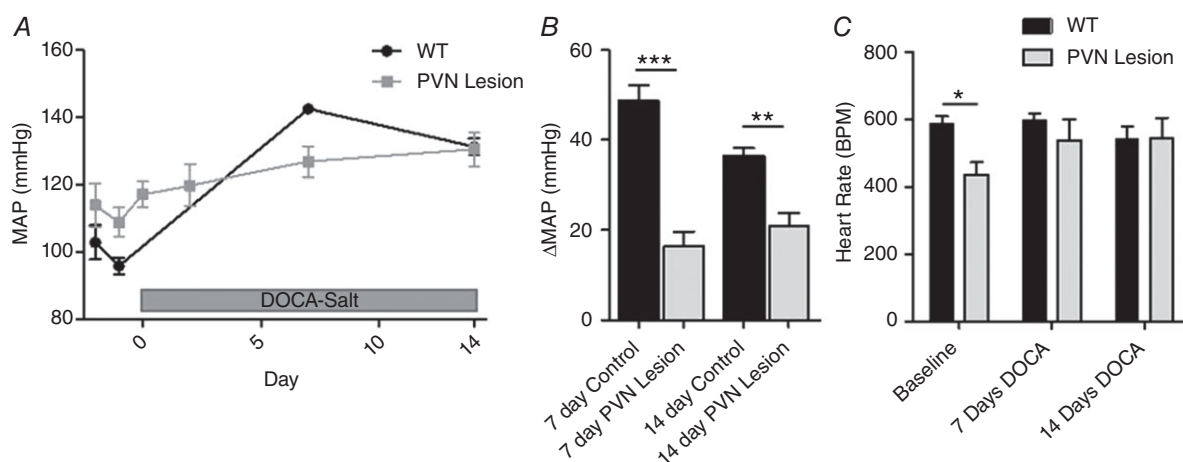 A
WT
PVN Lesion
MAP (mmHg)
160
140
120
100
80
DOCA-Salt
0
5
10
14
Day
B
ΔMAP (mmHg)
60
40
20
0
***
**
7 day Control
7 day PVN Lesion
14 day Control
14 day PVN Lesion
C
WT
PVN Lesion
Heart Rate (BPM)
800
600
400
200
0
*
Baseline
7 Days DOCA
14 Days DOCA